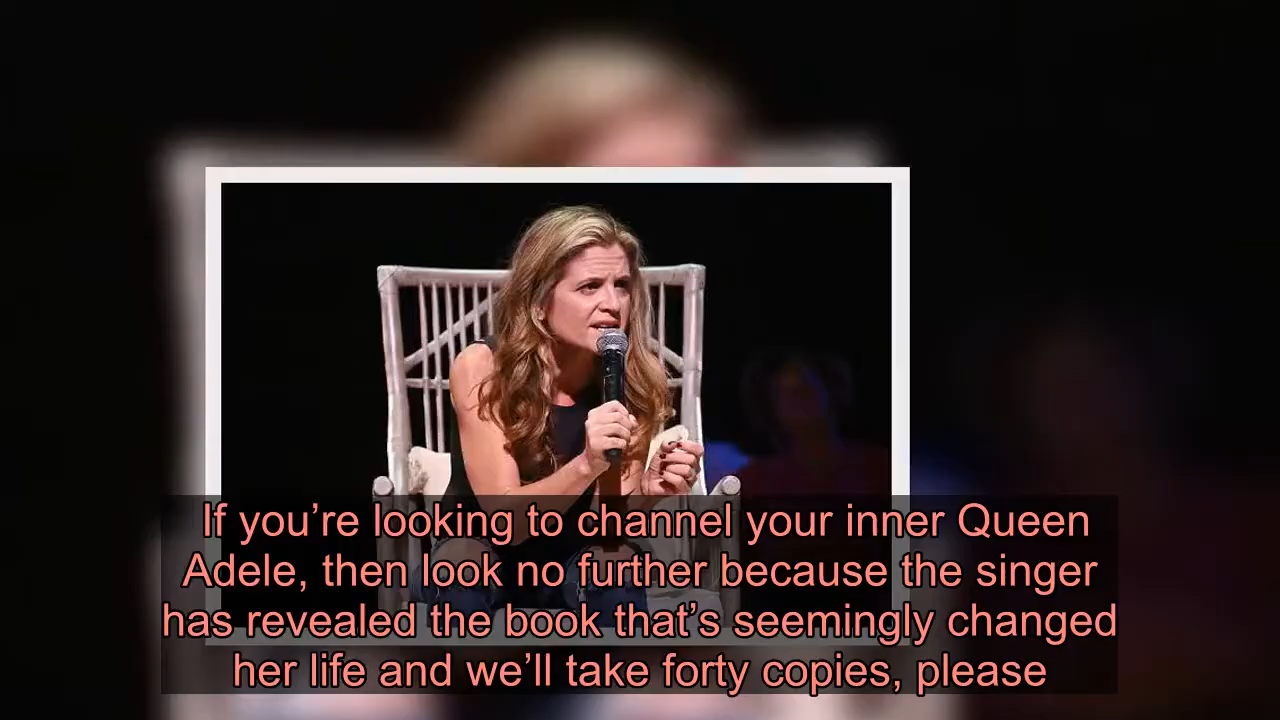 If you’re looking to channel your inner Queen
Adele, then look no further because the singer
has revealed the book that’s seemingly changed
her life and we’ll take forty copies, please